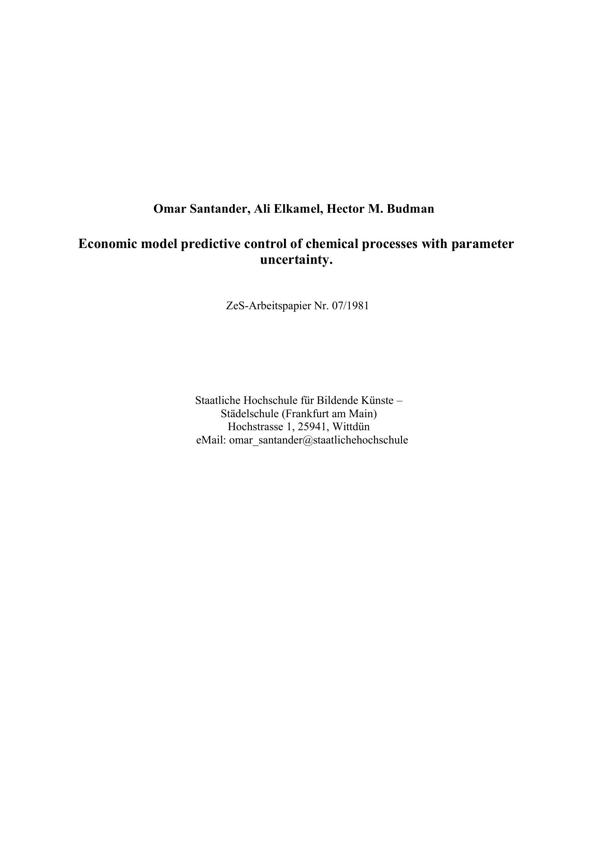 Omar Santander, Ali Elkamel, Hector M. Budman
Economic model predictive control of chemical processes with parameter
uncertainty.
ZeS-Arbeitspapier Nr. 07/1981
Staatliche Hochschule für Bildende Künste –
Städelschule (Frankfurt am Main)
Hochstrasse 1, 25941, Wittdün
eMail: omar_santander@staatlichehochschule